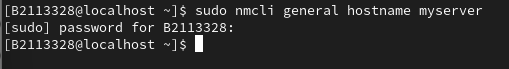 [B2113328@localhost ~]$ sudo nmcli general hostname myserver
[sudo] password for B2113328:
[B2113328@localhost ~]$